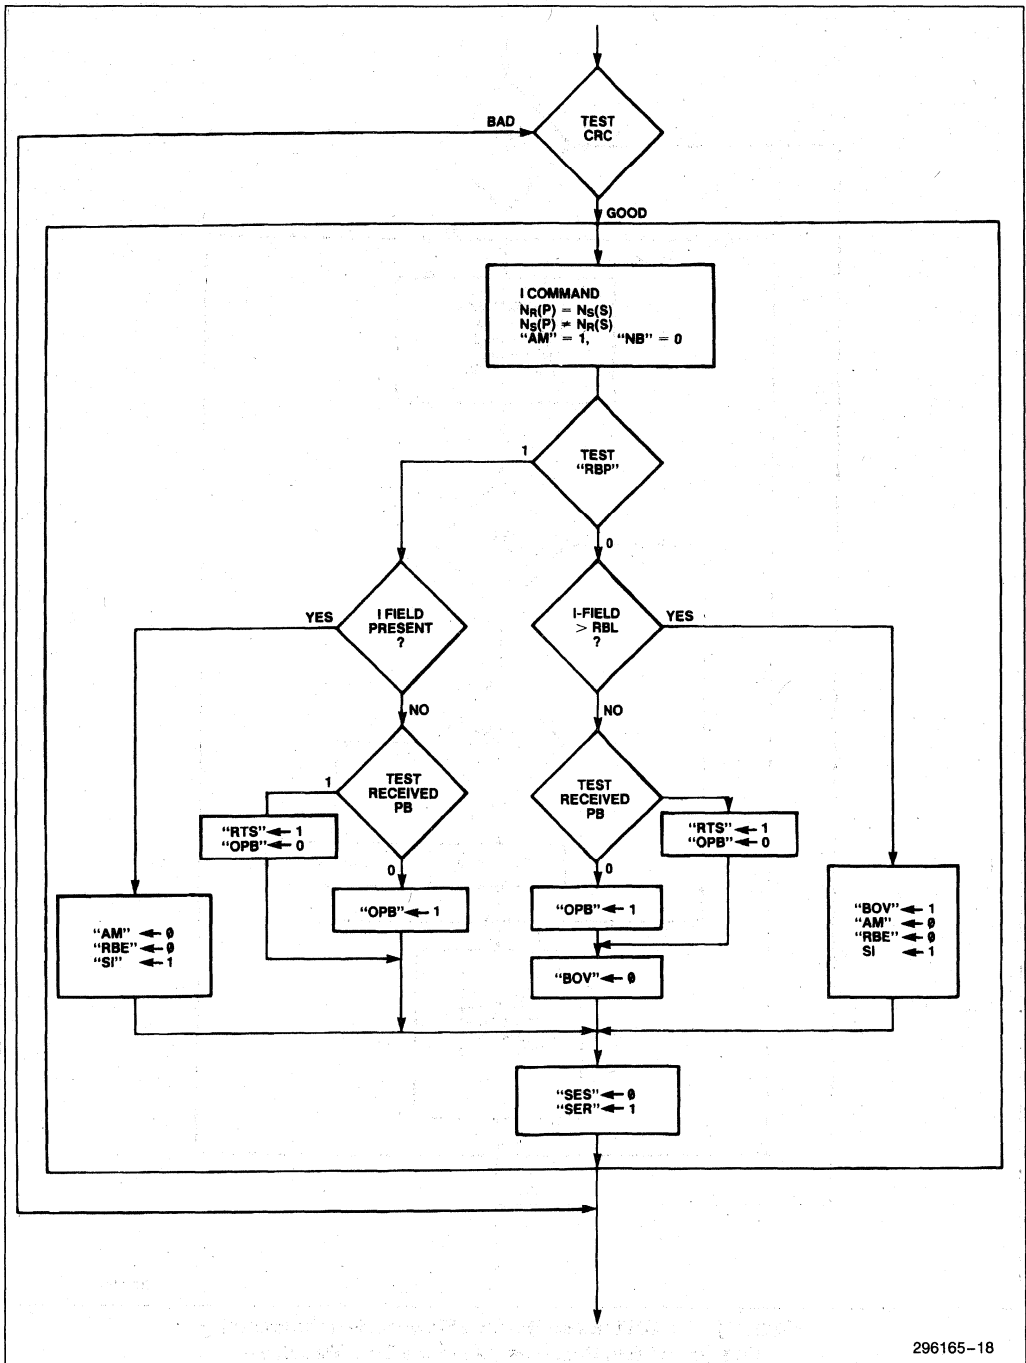 TEST
CRC
BAD
GOOD
I COMMAND
NR(P) = NS(S)
NS(P) ≠ NR(S)
"AM" = 1, "NB" = 0
TEST
"RBP"
1
0
I FIELD
PRESENT
?
YES
NO
I-FIELD
> RBL
?
YES
NO
TEST
RECEIVED
PB
1
0
"RTS" ← 1
"OPB" ← 0
"OPB" ← 1
TEST
RECEIVED
PB
0
"RTS" ← 1
"OPB" ← 0
"OPB" ← 1
"BOV" ← 0
"AM" ← 0
"RBE" ← 0
"SI" ← 1
"BOV" ← 1
"AM" ← 0
"RBE" ← 0
SI ← 1
"SES" ← 0
"SER" ← 1
296165-18